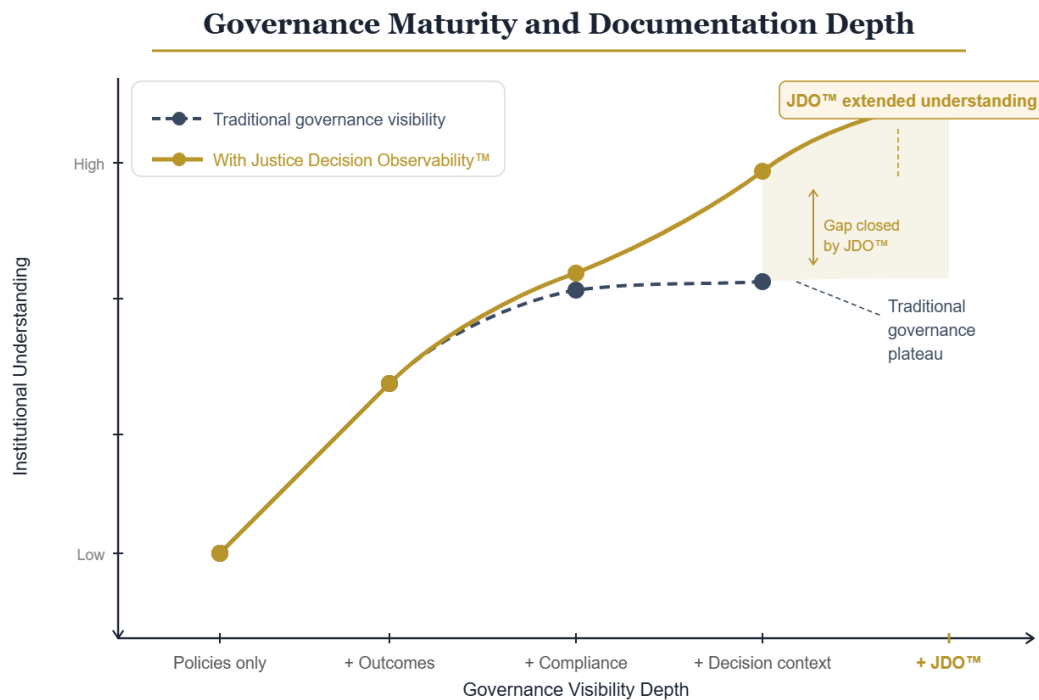 Governance Maturity and Documentation Depth
Traditional governance visibility
With Justice Decision Observability™
JDO™ extended understanding
High
Gap closed
by JDO™
Traditional
governance
plateau
Institutional Understanding
Low
Policies only
+ Outcomes
+ Compliance
+ Decision context
+ JDO™
Governance Visibility Depth